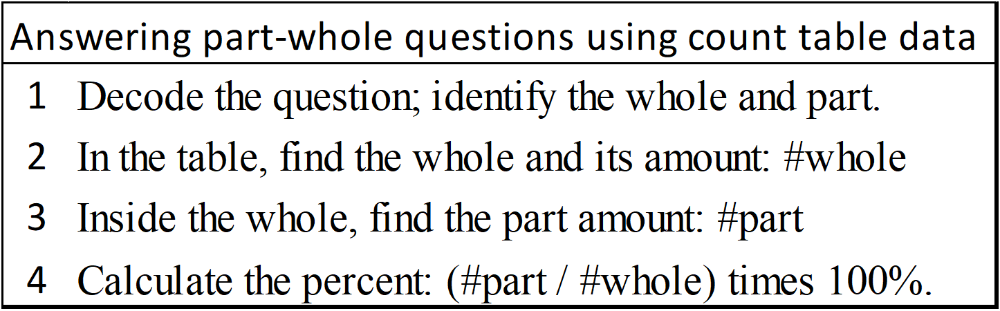 Answering part-whole questions using count table data
1 Decode the question; identify the whole and part.
2 In the table, find the whole and its amount: #whole
3 Inside the whole, find the part amount: #part
4 Calculate the percent: (#part / #whole) times 100%.